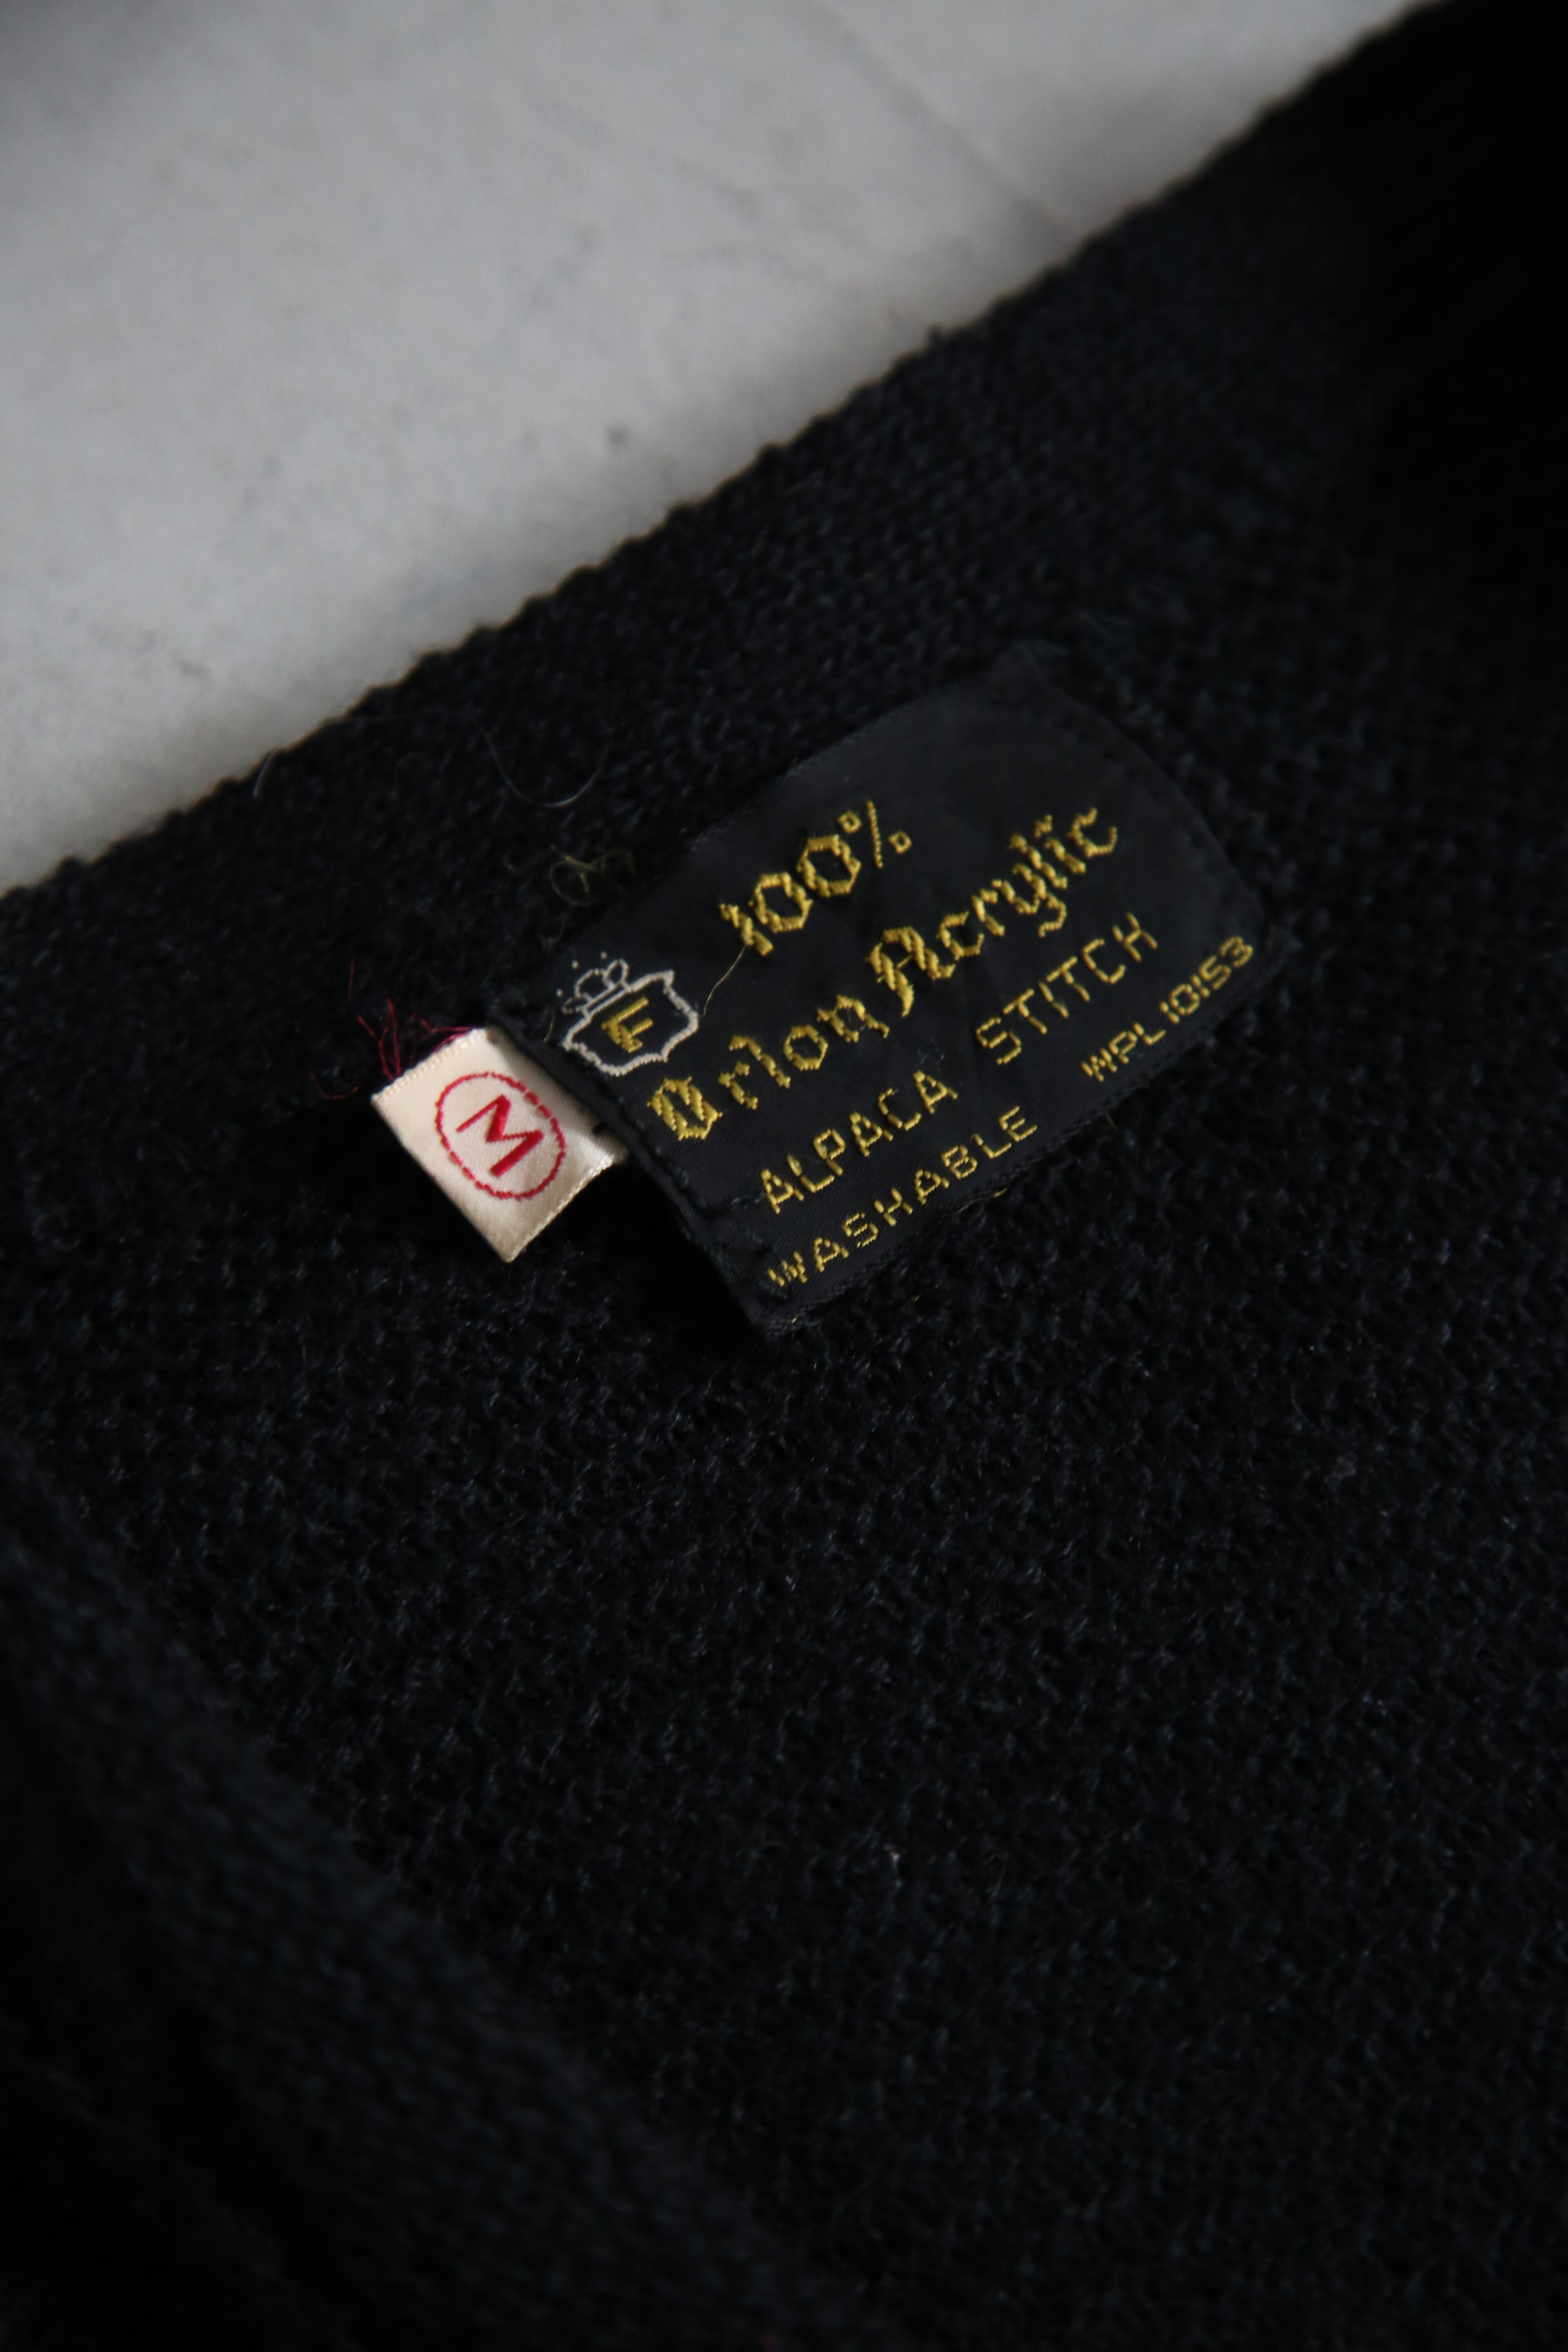 100%
F
Orlon Acrylic
ALPACA STITCH
WASHABLE WPL 10153
M